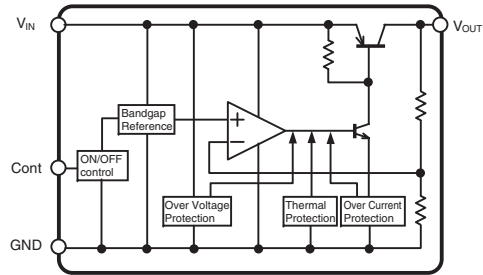 VIN
VOUT
Bandgap
Reference
+
−
Cont
ON/OFF
control
Over Voltage
Protection
Thermal
Protection
Over Current
Protection
GND